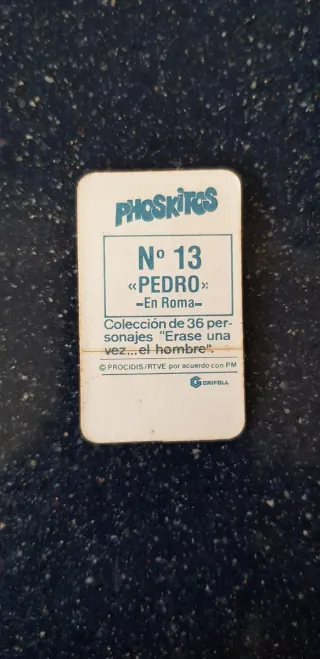 PHOSKITOS
Nº 13
«PEDRO»
-En Roma-
Colección de 36 per-
sonajes "Erase una
vez...el hombre".
© PROCIDIS/RTVE por acuerdo con PM
G GRIFOLL